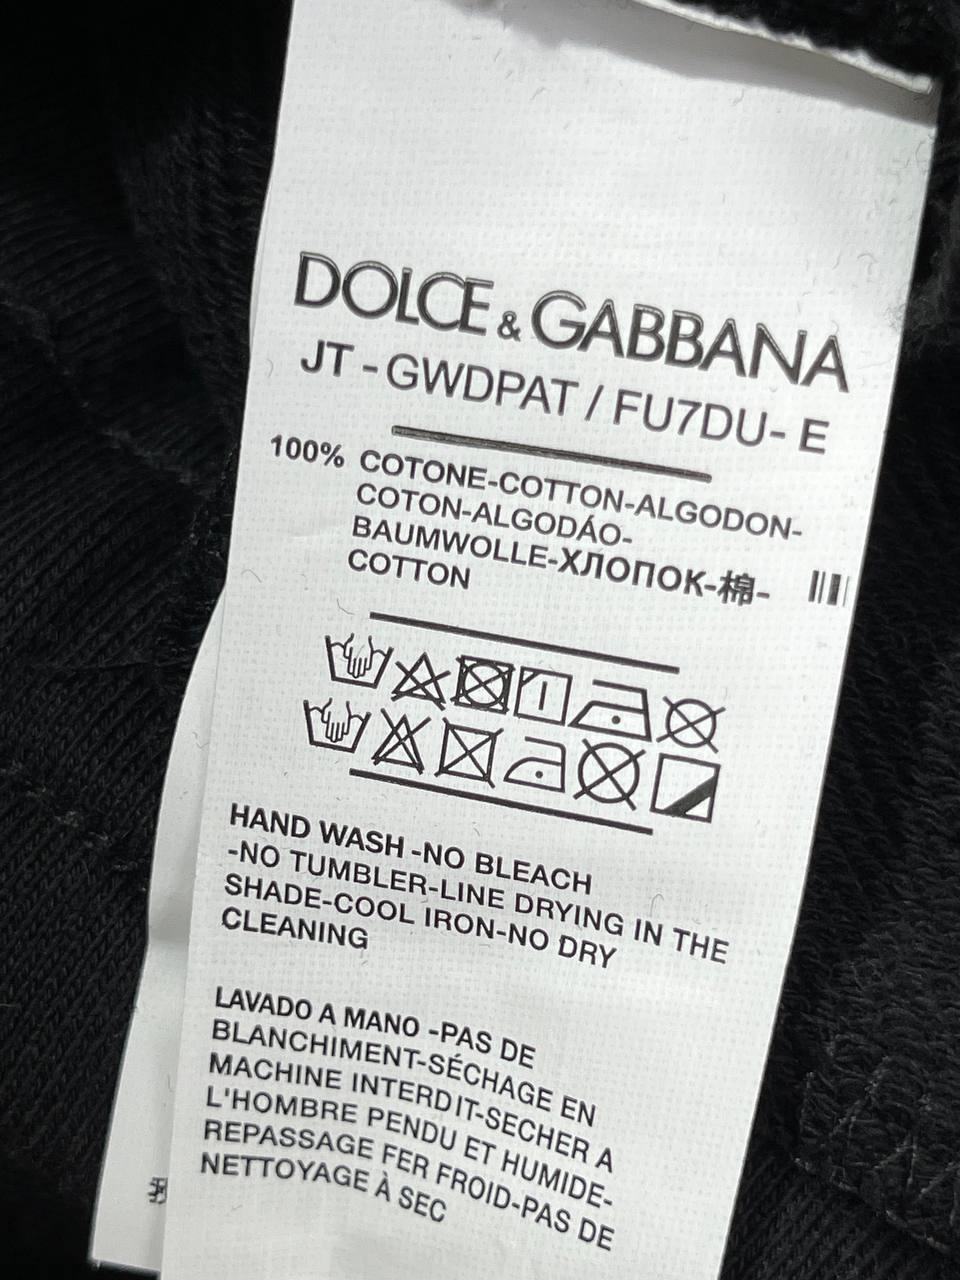 DOLCE & GABBANA
JT - GWDPAT / FU7DU- E
100% COTONE-COTTON-ALGODON-
COTON-ALGODÁO-
BAUMWOLLE-ХЛОПОК-棉-
COTTON
HAND WASH -NO BLEACH
-NO TUMBLER-LINE DRYING IN THE
SHADE-COOL IRON-NO DRY
CLEANING
LAVADO A MANO -PAS DE
BLANCHIMENT-SÉCHAGE EN
MACHINE INTERDIT-SECHER A
L'HOMBRE PENDU ET HUMIDE-
REPASSAGE FER FROID-PAS DE
NETTOYAGE À SEC